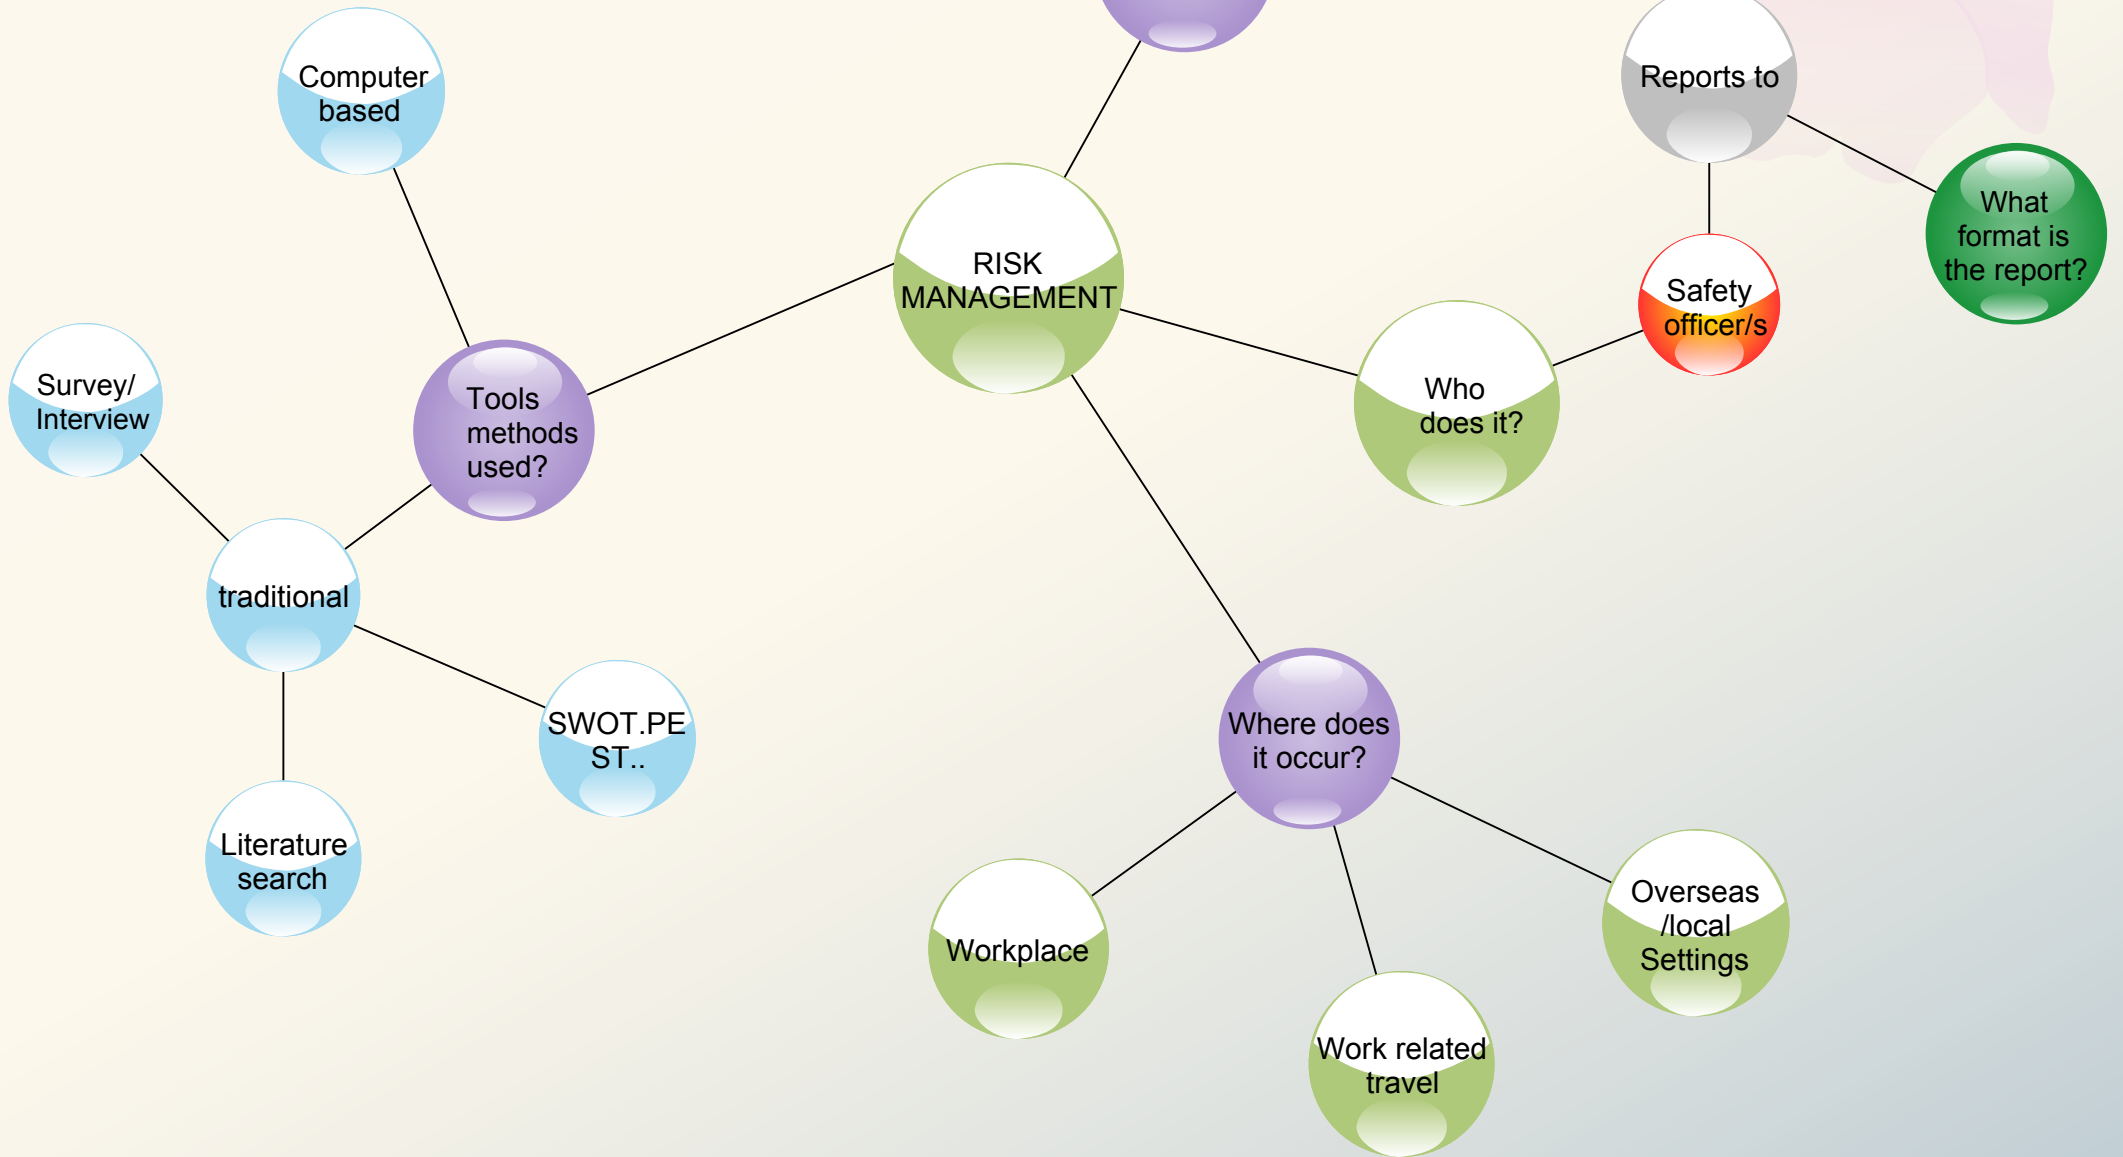 Computer
based
Reports to
What
format is
the report?
RISK
MANAGEMENT
Safety
officer/s
Survey/
Interview
Tools
methods
used?
Who
does it?
traditional
SWOT.PE
ST..
Where does
it occur?
Literature
search
Workplace
Overseas
/local
Settings
Work related
travel